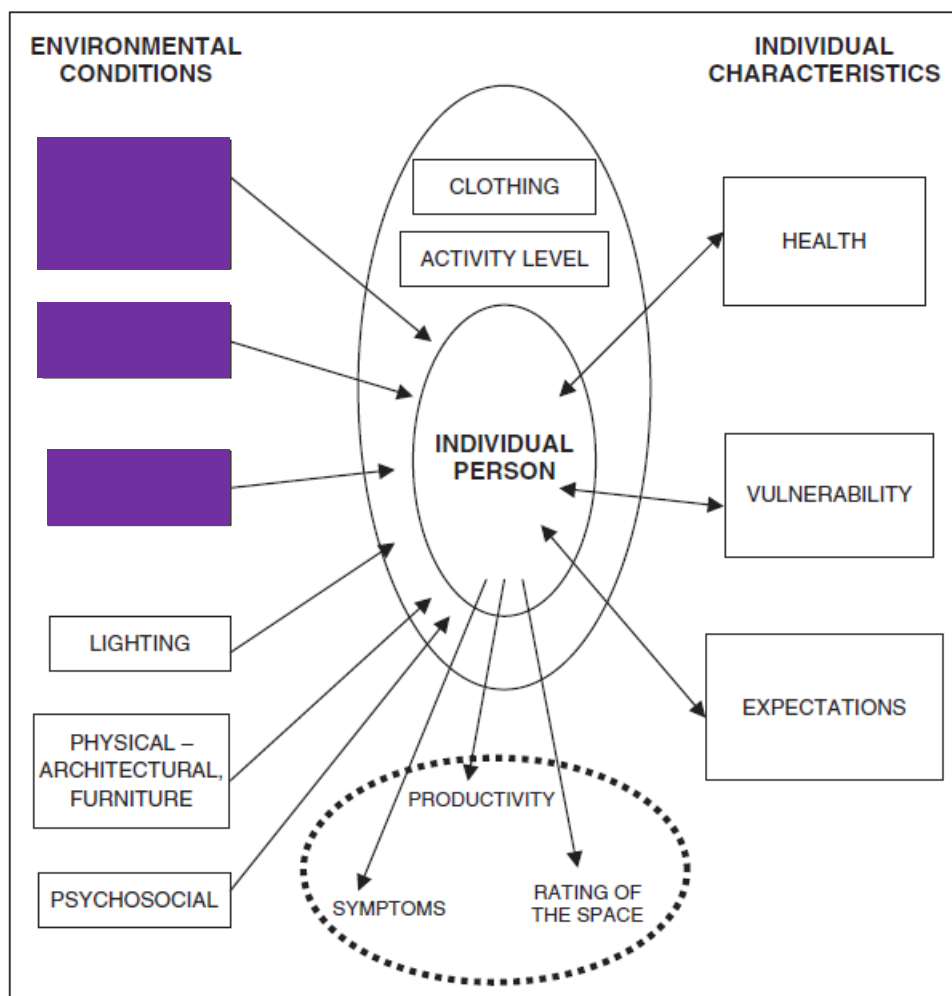 ENVIRONMENTAL
CONDITIONS
INDIVIDUAL
CHARACTERISTICS
CLOTHING
ACTIVITY LEVEL
HEALTH
INDIVIDUAL
PERSON
VULNERABILITY
LIGHTING
EXPECTATIONS
PHYSICAL –
ARCHITECTURAL,
FURNITURE
PRODUCTIVITY
PSYCHOSOCIAL
SYMPTOMS
RATING OF
THE SPACE